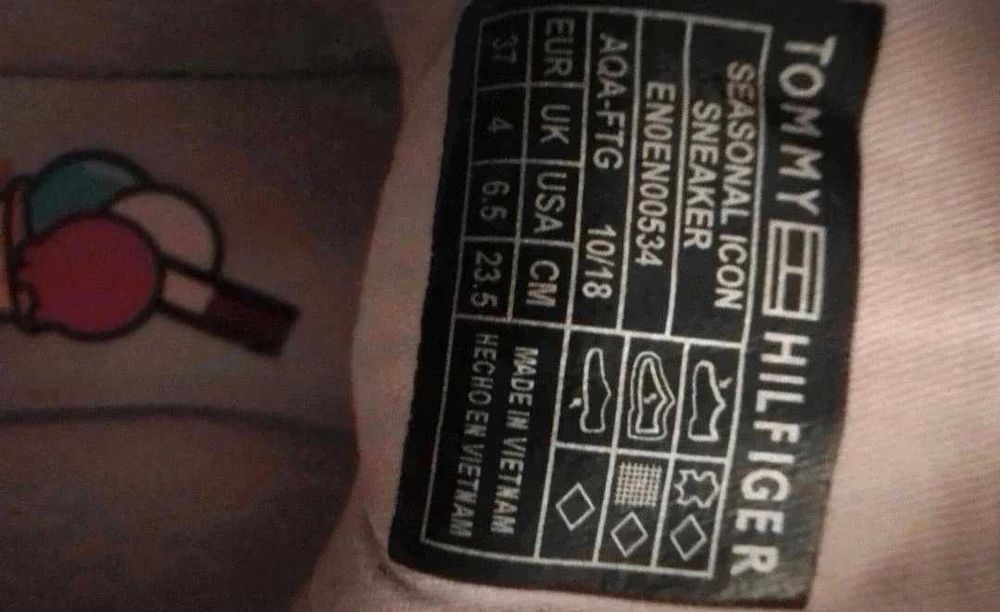 TOMMY HILFIGER
SEASONAL ICON
SNEAKER
EN0EN00534
AQA-FTG 10/18
EUR UK USA CM
37 4 6.5 23.5
MADE IN VIETNAM
HECHO EN VIETNAM